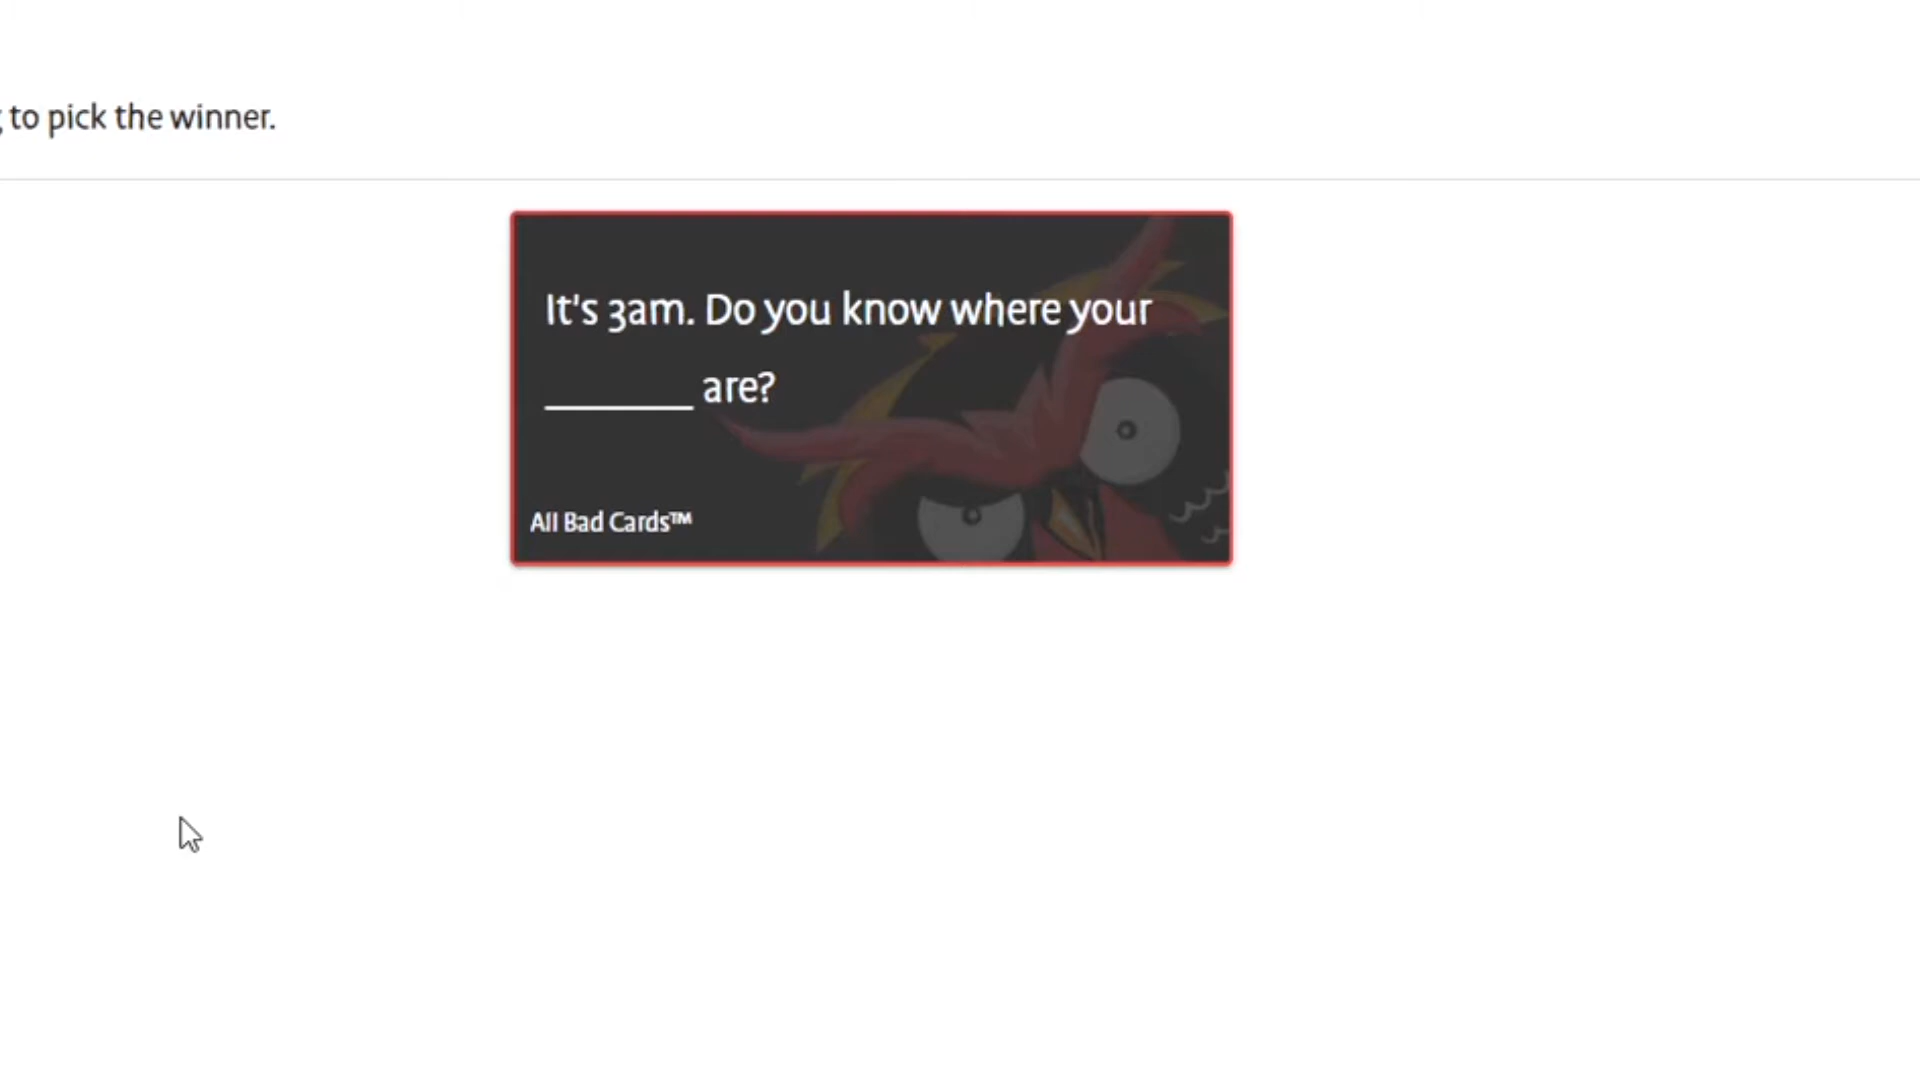 to pick the winner.
It's 3am. Do you know where your
________ are?
All Bad Cards™